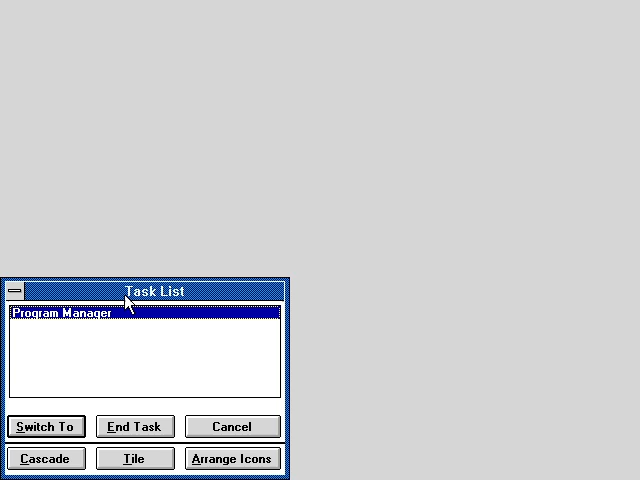 Task List
Program Manager
Switch To End Task Cancel
Cascade Tile Arrange Icons